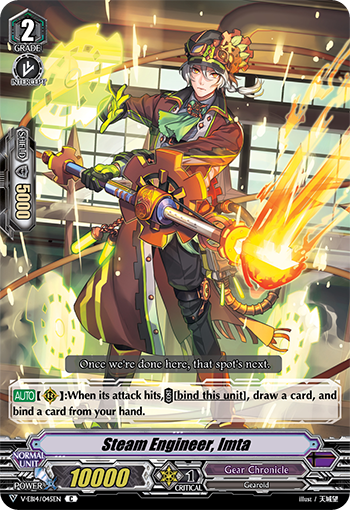 2
GRADE
INTERCEPT
SHIELD
5000
Once we're done here, that spot's next.
AUTO [ ]:When its attack hits, [bind this unit], draw a card, and
bind a card from your hand.
Steam Engineer, Imta
NORMAL
UNIT
POWER
10000
1
CRITICAL
Gear Chronicle
Gearoid
V-EB14/045EN C
illust / 天城望